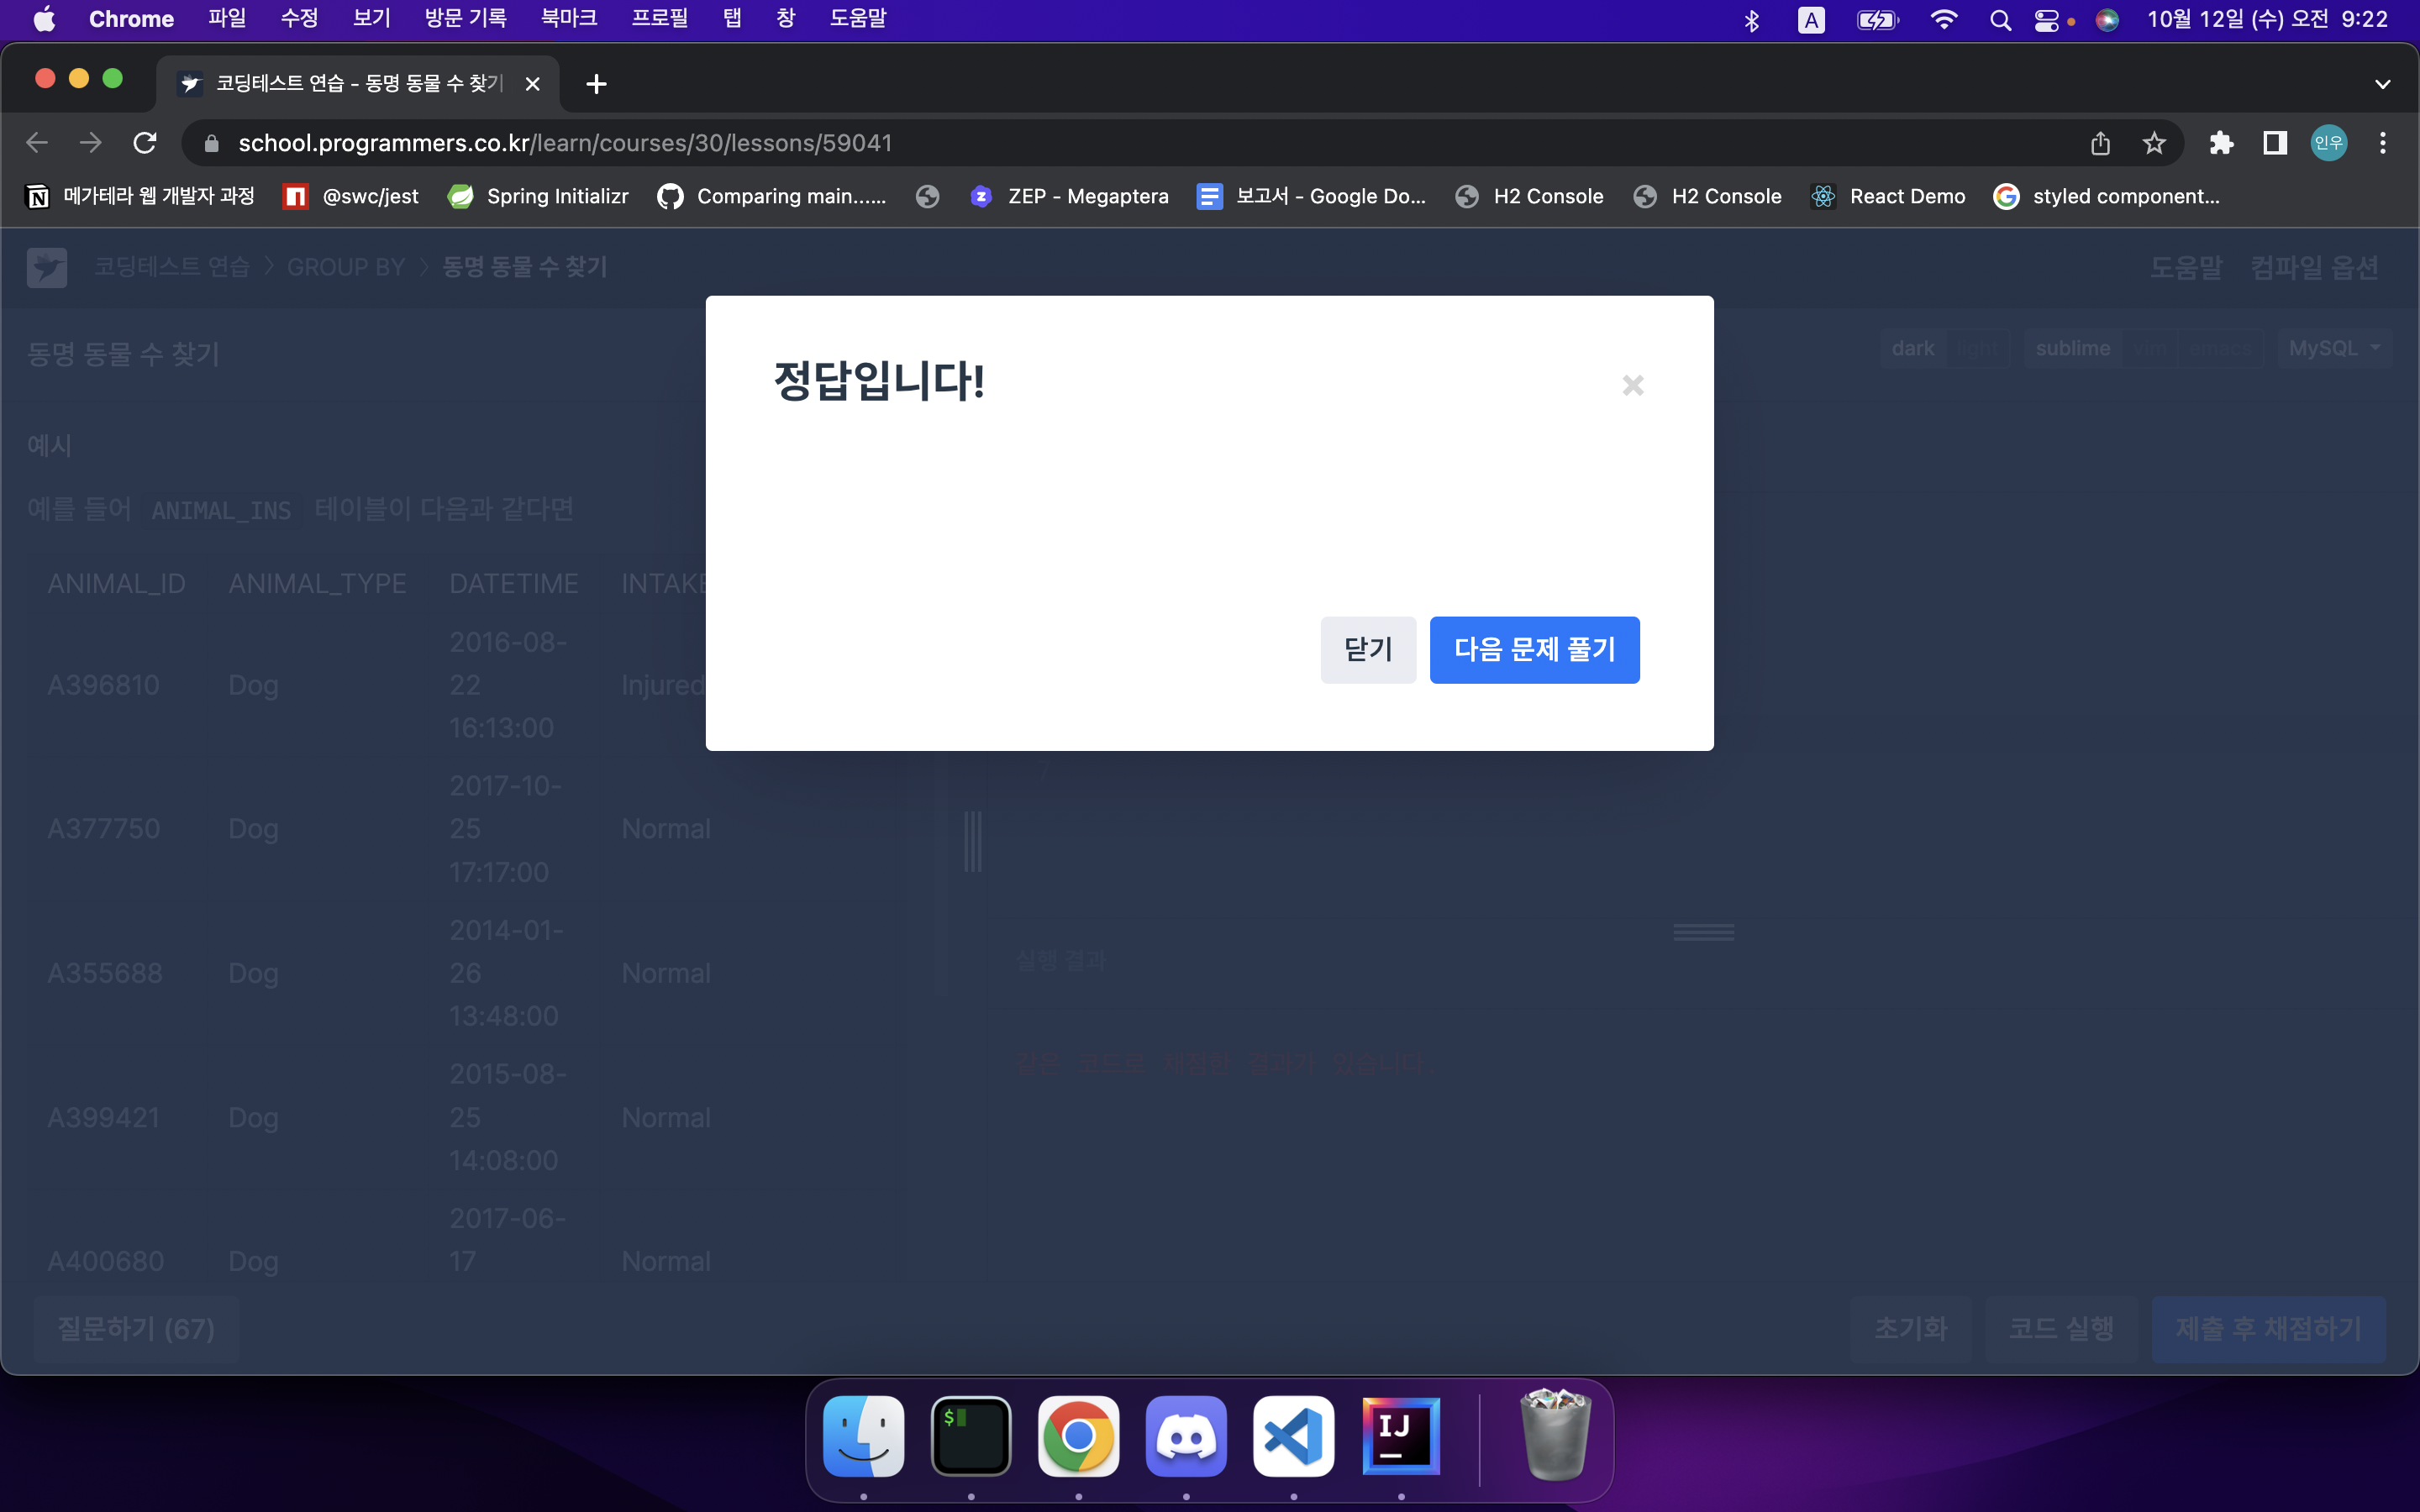 Chrome 파일 수정 보기 방문 기록 북마크 프로필 탭 창 도움말 A 10월 12일 (수) 오전 9:22
코딩테스트 연습 - 동명 동물 수 찾기
school.programmers.co.kr/learn/courses/30/lessons/59041 인우
메가테라 웹 개발자 과정 @swc/jest Spring Initializr Comparing main...... ZEP - Megaptera 보고서 - Google Do... H2 Console H2 Console React Demo styled component...
코딩테스트 연습 > GROUP BY > 동명 동물 수 찾기 도움말 컴파일 옵션
동명 동물 수 찾기 dark light sublime vim emacs MySQL
정답입니다!
닫기 다음 문제 풀기
예시
예를 들어 ANIMAL_INS 테이블이 다음과 같다면
ANIMAL_ID ANIMAL_TYPE DATETIME INTAKE
A396810 Dog 2016-08-22 16:13:00 Injured
A377750 Dog 2017-10-25 17:17:00 Normal
A355688 Dog 2014-01-26 13:48:00 Normal
A399421 Dog 2015-08-25 14:08:00 Normal
A400680 Dog 2017-06-17 Normal
7
실행 결과
같은 코드로 채점한 결과가 있습니다.
질문하기 (67) 초기화 코드 실행 제출 후 채점하기
$
IJ